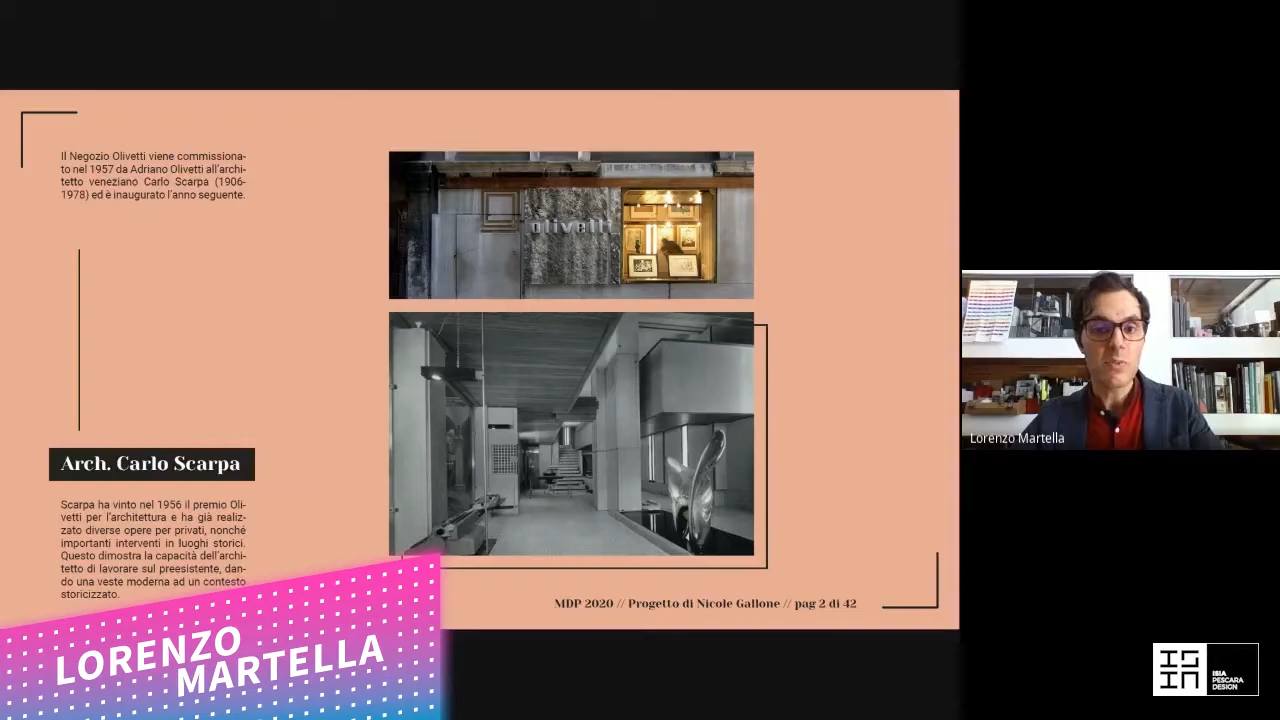 Il Negozio Olivetti viene commissiona-
to nel 1957 da Adriano Olivetti all'archi-
tetto veneziano Carlo Scarpa (1906-
1978) ed è inaugurato l'anno seguente.
olivetti
Arch. Carlo Scarpa
Scarpa ha vinto nel 1956 il premio Oli-
vetti per l'architettura e ha già realiz-
zato diverse opere per privati, nonché
importanti interventi in luoghi storici.
Questo dimostra la capacità dell'archi-
tetto di lavorare sul preesistente, dan-
do una veste moderna ad un contesto
storicizzato.
MDP 2020 // Progetto di Nicole Gallone // pag 2 di 42
LORENZO
MARTELLA
Lorenzo Martella
ISIA
PESCARA
DESIGN